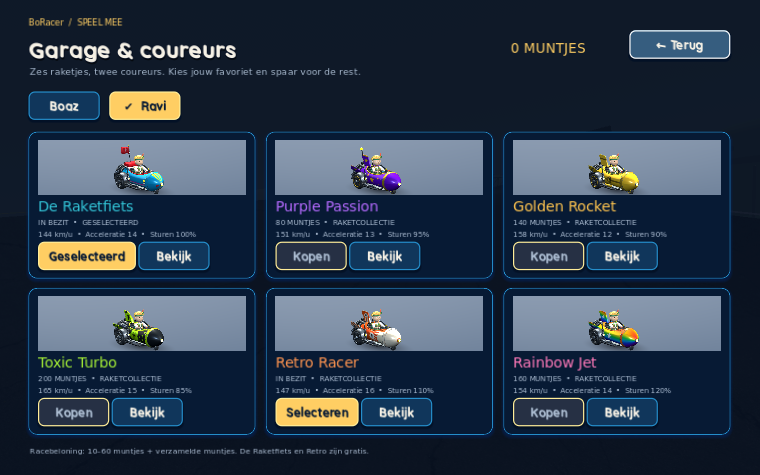 BoRacer / SPEEL MEE
Garage & coureurs
0 MUNTJES
← Terug
Zes raketjes, twee coureurs. Kies jouw favoriet en spaar voor de rest.
Boaz
✓ Ravi
De Raketfiets
IN BEZIT • GESELECTEERD
144 km/u • Acceleratie 14 • Sturen 100%
Geselecteerd
Bekijk
Purple Passion
80 MUNTJES • RAKETCOLLECTIE
151 km/u • Acceleratie 13 • Sturen 95%
Kopen
Bekijk
Golden Rocket
140 MUNTJES • RAKETCOLLECTIE
158 km/u • Acceleratie 12 • Sturen 90%
Kopen
Bekijk
Toxic Turbo
200 MUNTJES • RAKETCOLLECTIE
165 km/u • Acceleratie 15 • Sturen 85%
Kopen
Bekijk
Retro Racer
IN BEZIT • RAKETCOLLECTIE
147 km/u • Acceleratie 16 • Sturen 110%
Selecteren
Bekijk
Rainbow Jet
160 MUNTJES • RAKETCOLLECTIE
154 km/u • Acceleratie 14 • Sturen 120%
Kopen
Bekijk
Racebeloning: 10-60 muntjes + verzamelde muntjes. De Raketfiets en Retro zijn gratis.